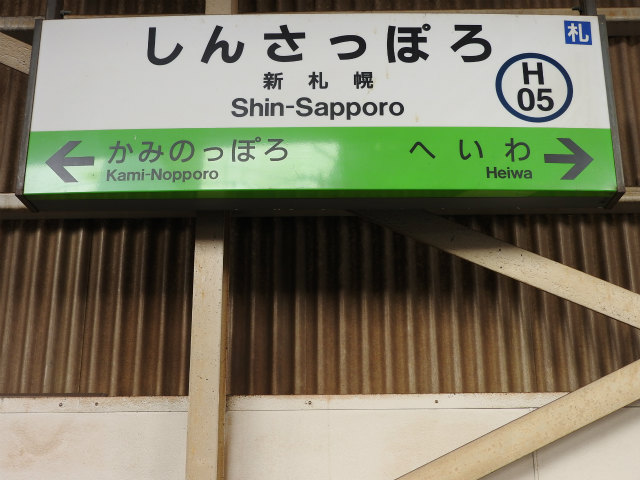 しんさっぽろ
札
新札幌
Shin-Sapporo
H
05
かみのっぽろ
Kami-Nopporo
へいわ
Heiwa